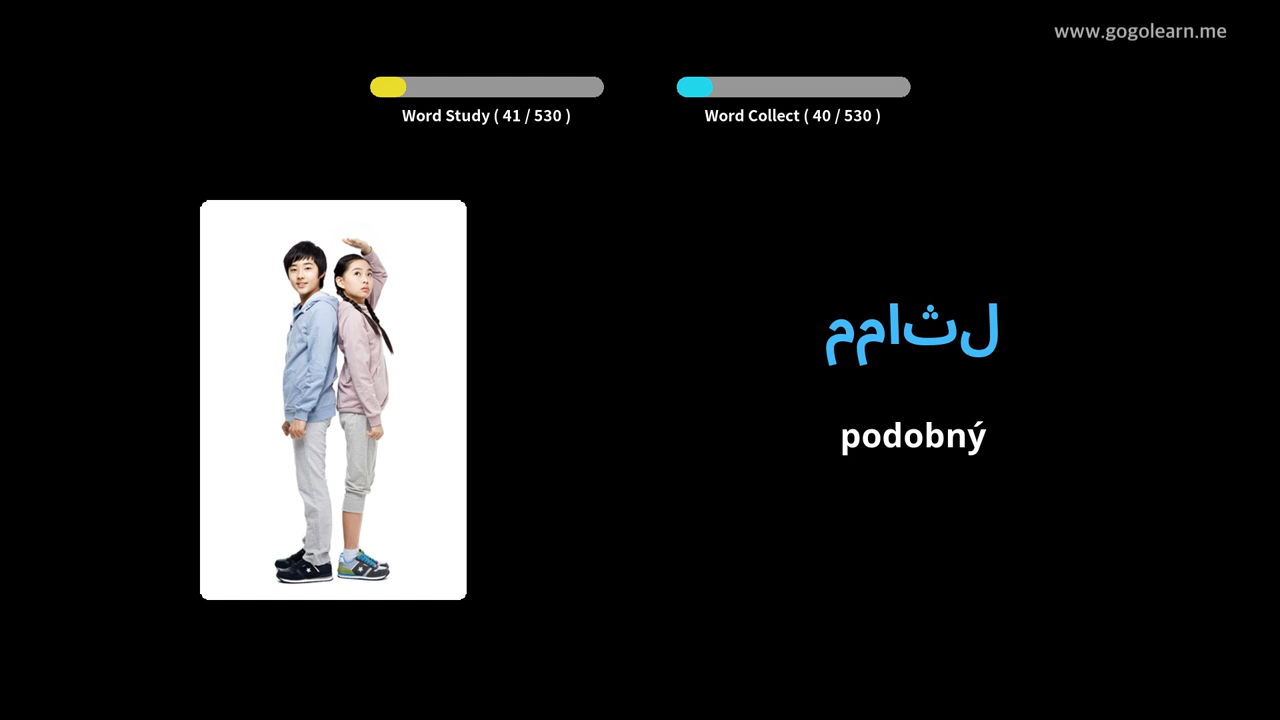 www.gogolearn.me
Word Study ( 41 / 530 )
Word Collect ( 40 / 530 )
مماثل
podobný